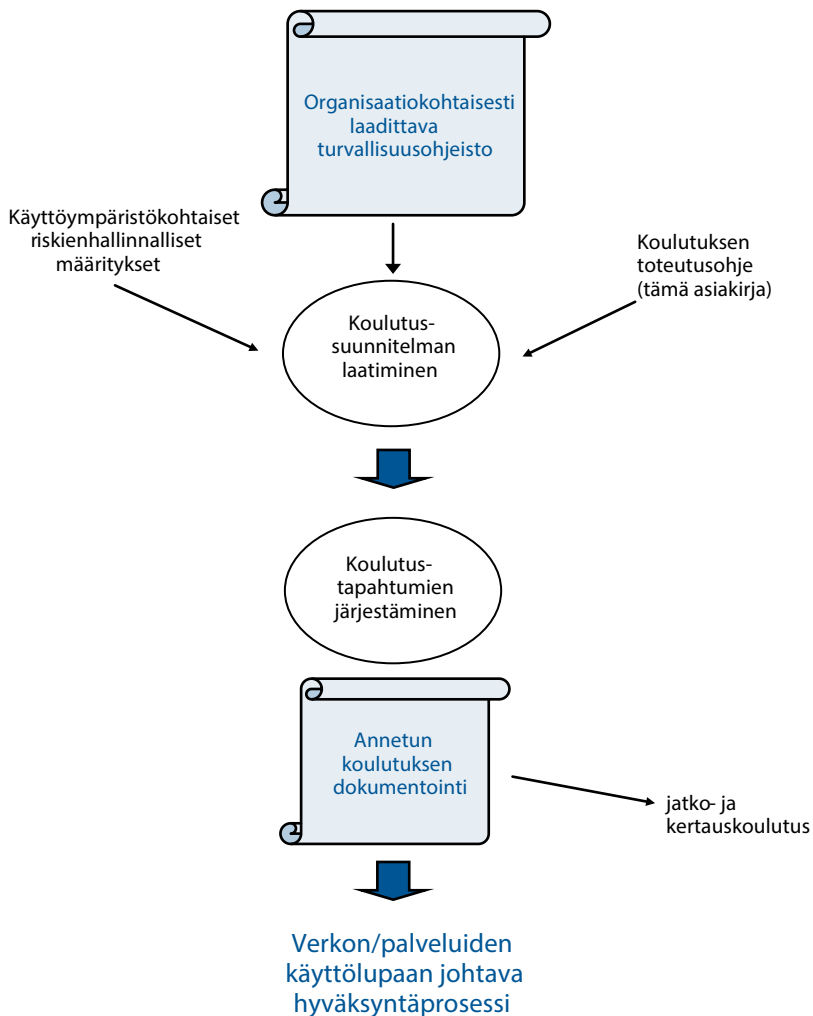 Organisaatiokohtaisesti
laadittava
turvallisuusohjeisto
Käyttöympäristökohtaiset
riskienhallinnalliset
määritykset
Koulutuksen
toteutusohje
(tämä asiakirja)
Koulutus-
suunnitelman
laatiminen
Koulutus-
tapahtumien
järjestäminen
Annetun
koulutuksen
dokumentointi
jatko- ja
kertauskoulutus
Verkon/palveluiden
käyttölupaan johtava
hyväksyntäprosessi